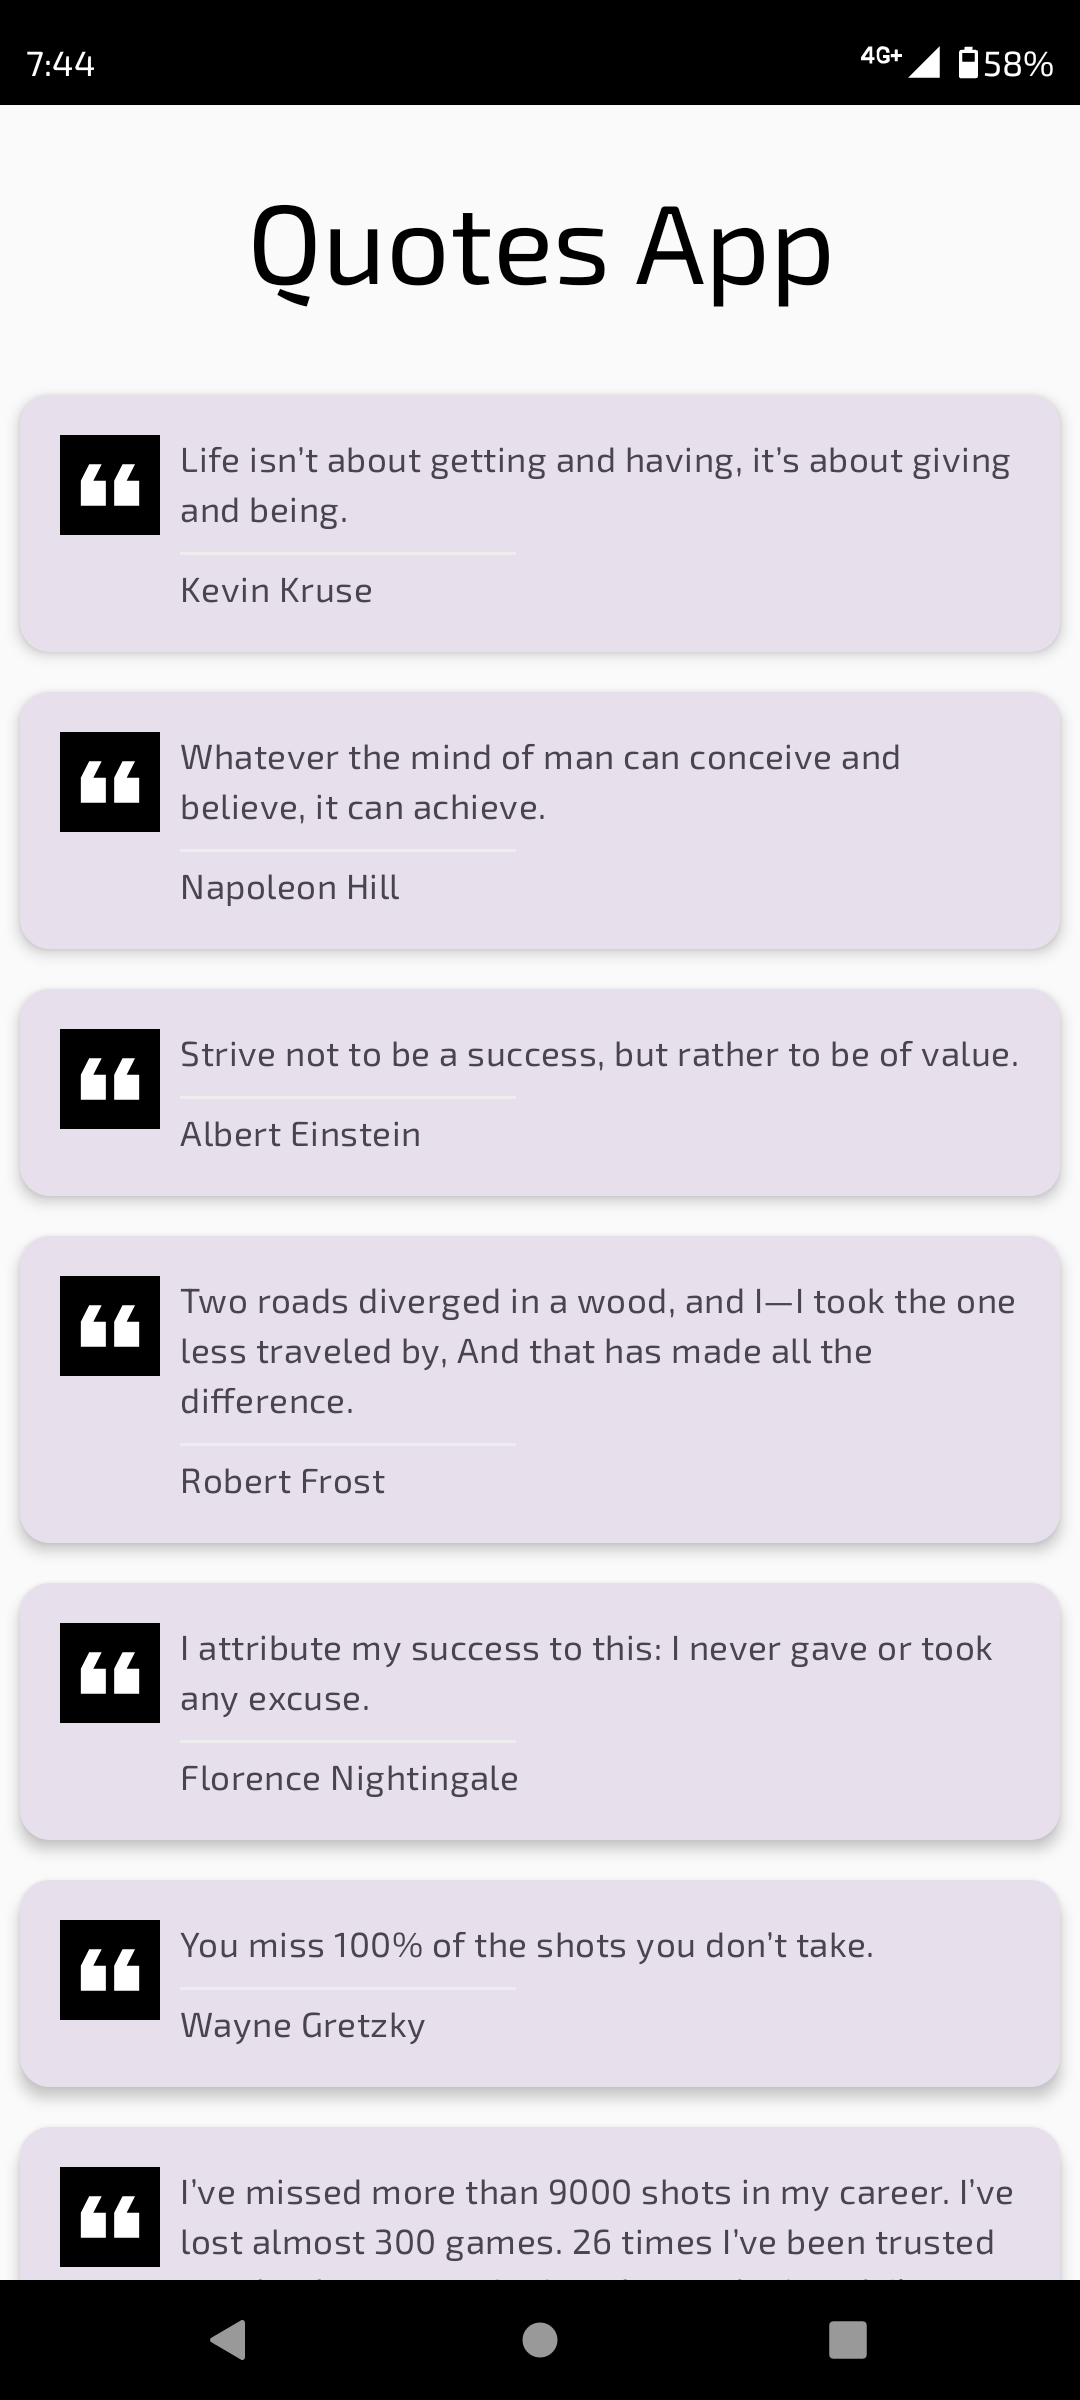 7:44
4G+
58%
Quotes App
Life isn’t about getting and having, it’s about giving
and being.
Kevin Kruse
Whatever the mind of man can conceive and
believe, it can achieve.
Napoleon Hill
Strive not to be a success, but rather to be of value.
Albert Einstein
Two roads diverged in a wood, and I—I took the one
less traveled by, And that has made all the
difference.
Robert Frost
I attribute my success to this: I never gave or took
any excuse.
Florence Nightingale
You miss 100% of the shots you don’t take.
Wayne Gretzky
I’ve missed more than 9000 shots in my career. I’ve
lost almost 300 games. 26 times I’ve been trusted